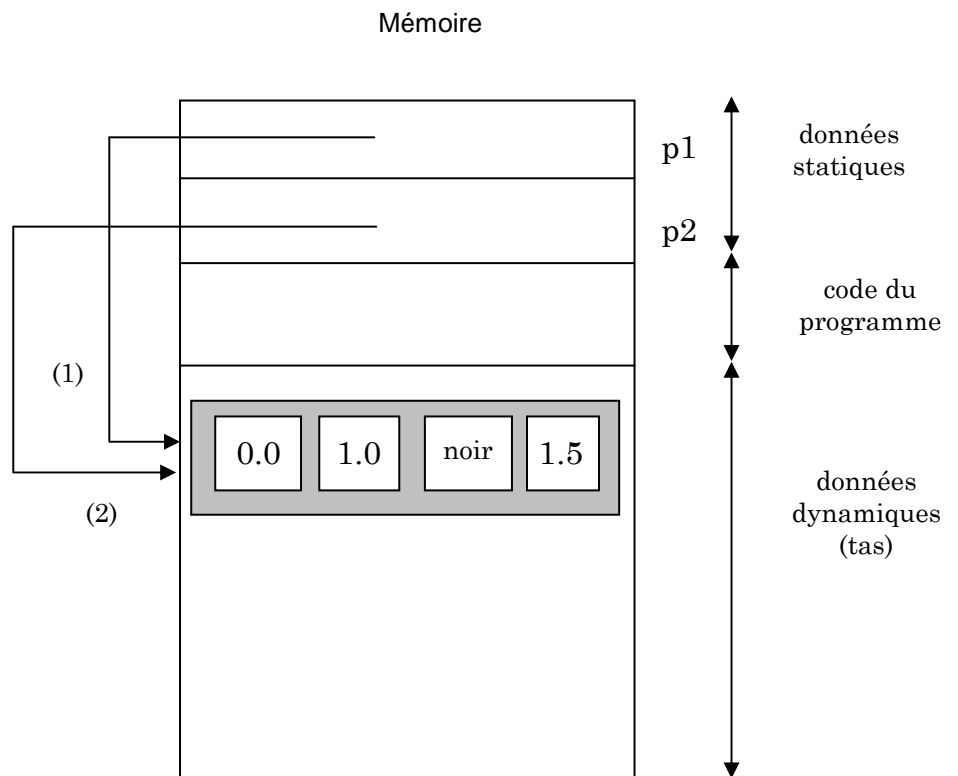 Mémoire
p1
données
statiques
p2
code du
programme
(1)
0.0 1.0 noir 1.5
(2)
données
dynamiques
(tas)